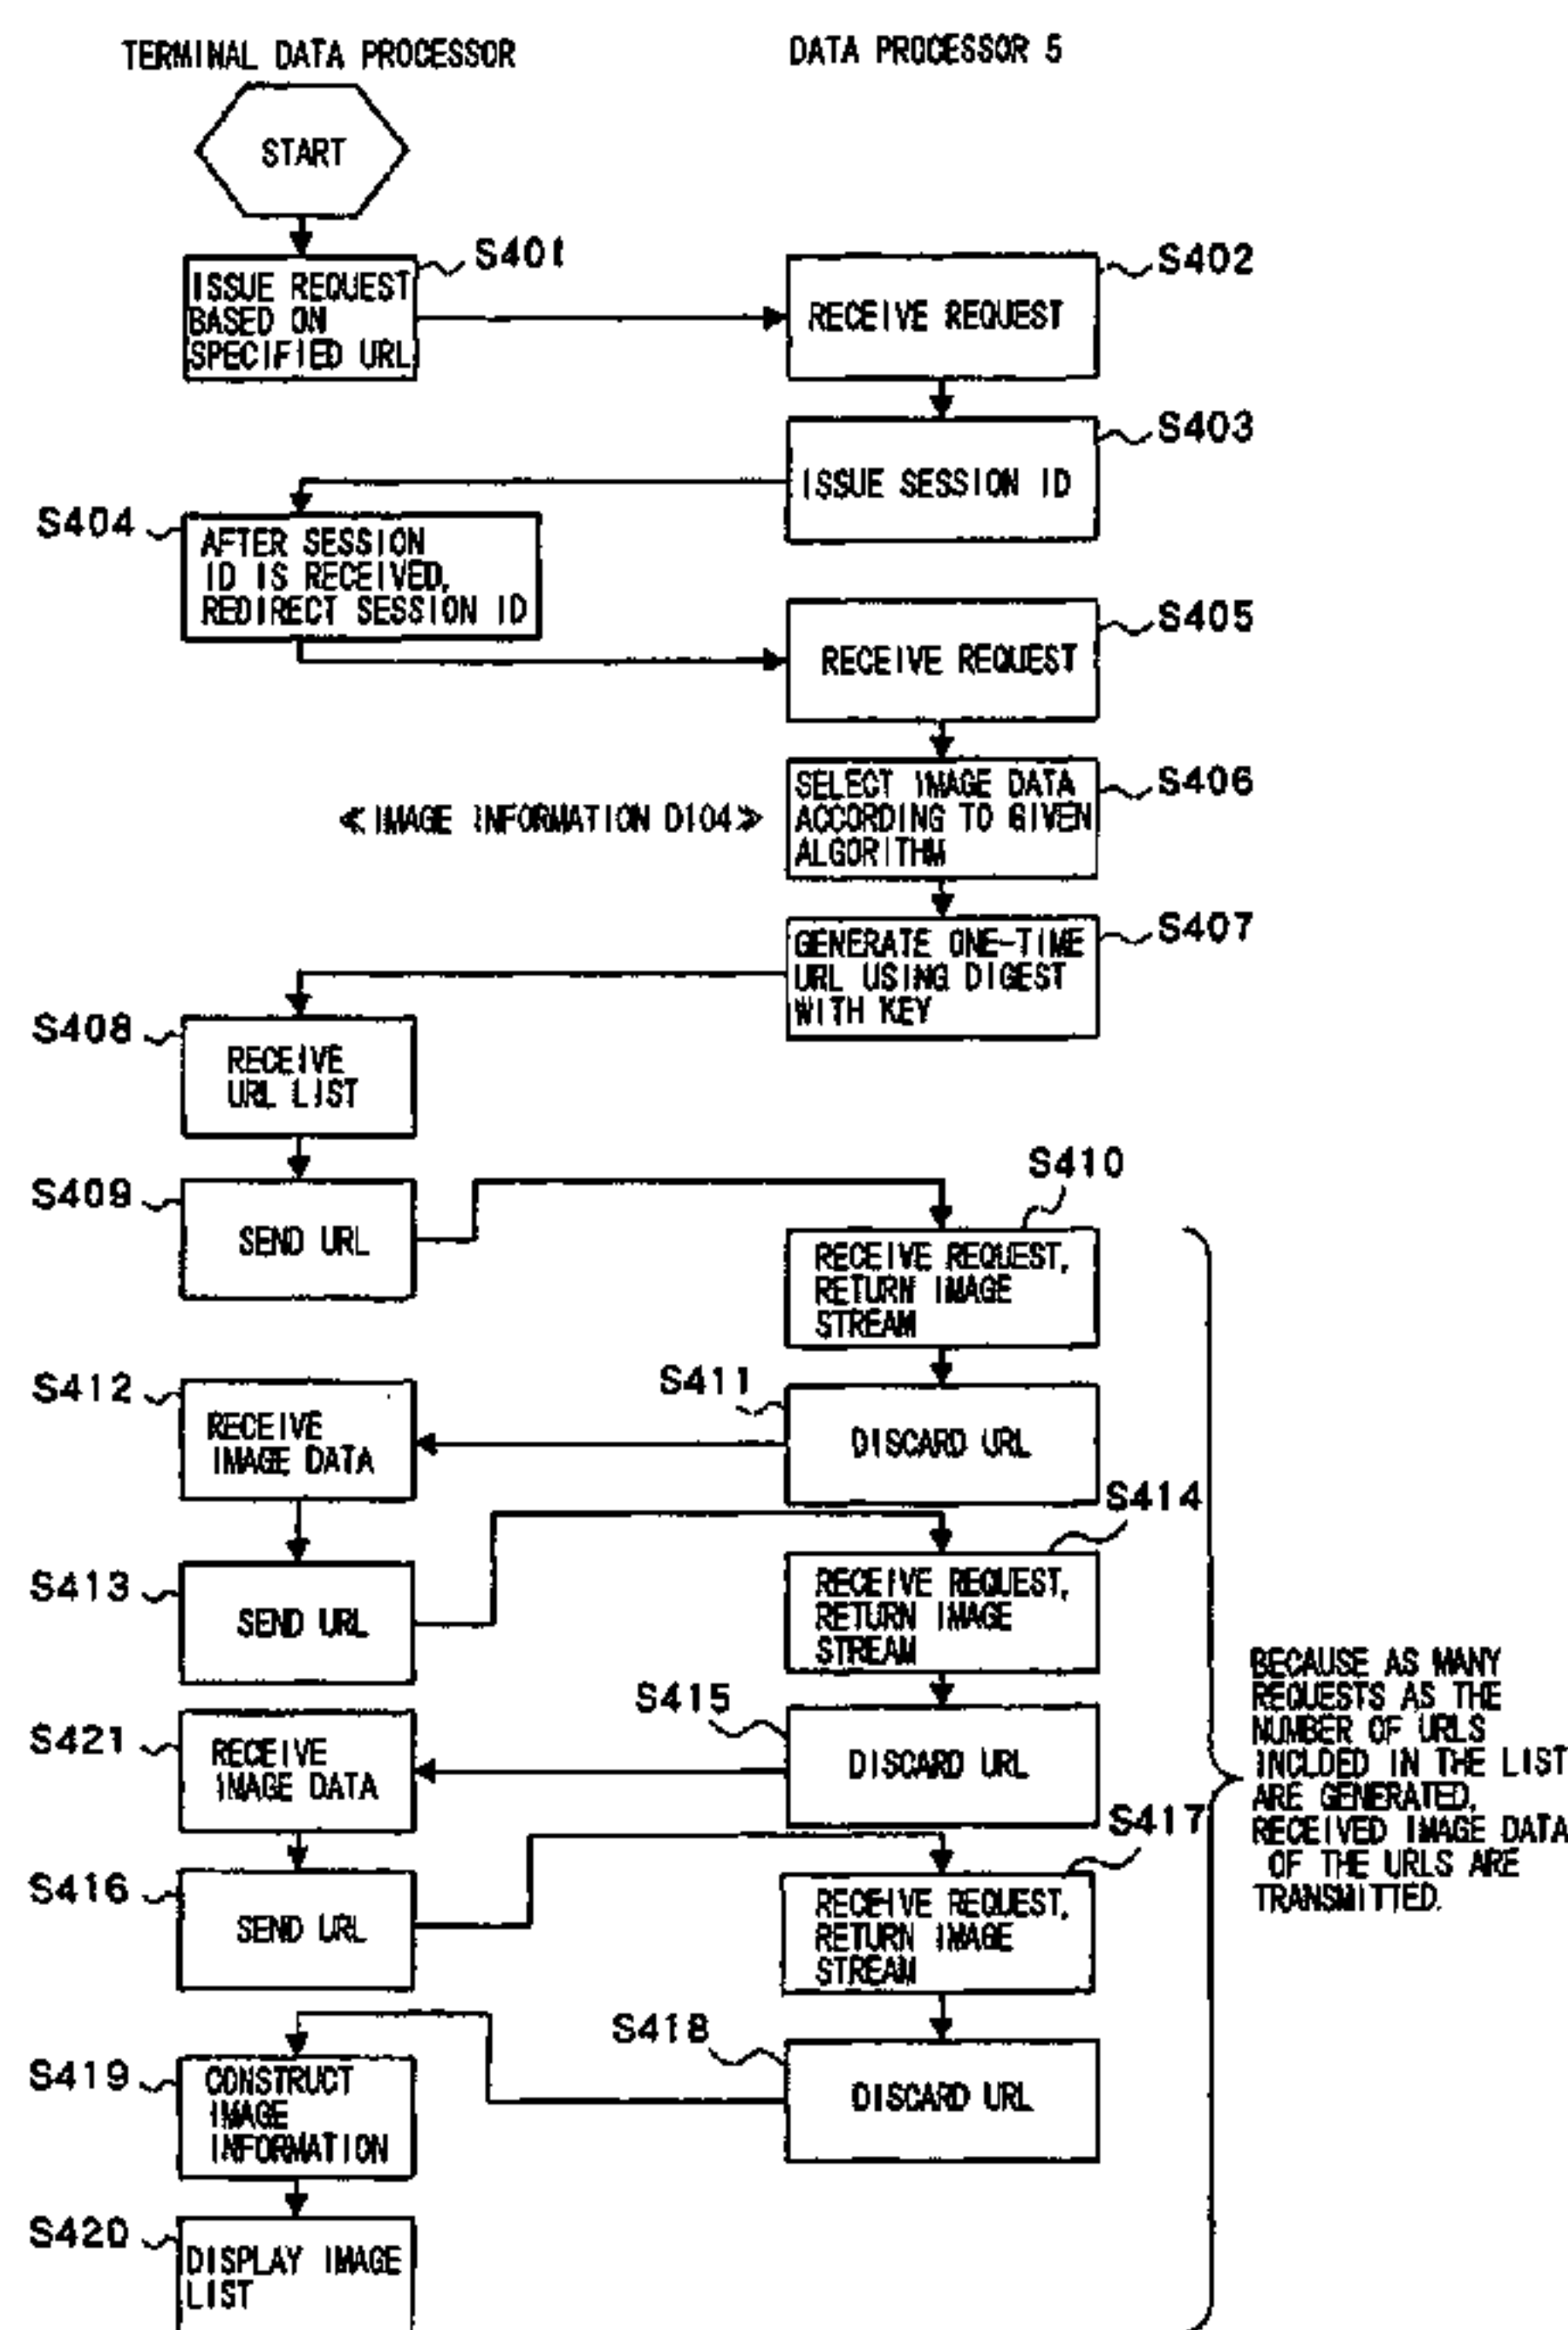 TERMINAL DATA PROCESSOR
DATA PROCESSOR 5
START
S401
ISSUE REQUEST
BASED ON
SPECIFIED URL
S402
RECEIVE REQUEST
S403
ISSUE SESSION ID
S404
AFTER SESSION
ID IS RECEIVED,
REDIRECT SESSION ID
S405
RECEIVE REQUEST
≪IMAGE INFORMATION D104≫
S406
SELECT IMAGE DATA
ACCORDING TO GIVEN
ALGORITHM
S407
GENERATE ONE-TIME
URL USING DIGEST
WITH KEY
S408
RECEIVE
URL LIST
S409
SEND URL
S410
RECEIVE REQUEST,
RETURN IMAGE
STREAM
S411
DISCARD URL
S412
RECEIVE
IMAGE DATA
S413
SEND URL
S414
RECEIVE REQUEST,
RETURN IMAGE
STREAM
S415
DISCARD URL
S421
RECEIVE
IMAGE DATA
S416
SEND URL
S417
RECEIVE REQUEST,
RETURN IMAGE
STREAM
S418
DISCARD URL
S419
CONSTRUCT
IMAGE
INFORMATION
S420
DISPLAY IMAGE
LIST
BECAUSE AS MANY
REQUESTS AS THE
NUMBER OF URLS
INCLDED IN THE LIST
ARE GENERATED,
RECEIVED IMAGE DATA
OF THE URLS ARE
TRANSMITTED.